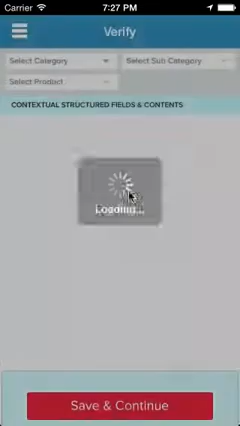 Carrier 7:27 PM
Verify
Select Category Select Sub Category
Select Product
CONTEXTUAL STRUCTURED FIELDS & CONTENTS
Loading...
Save & Continue